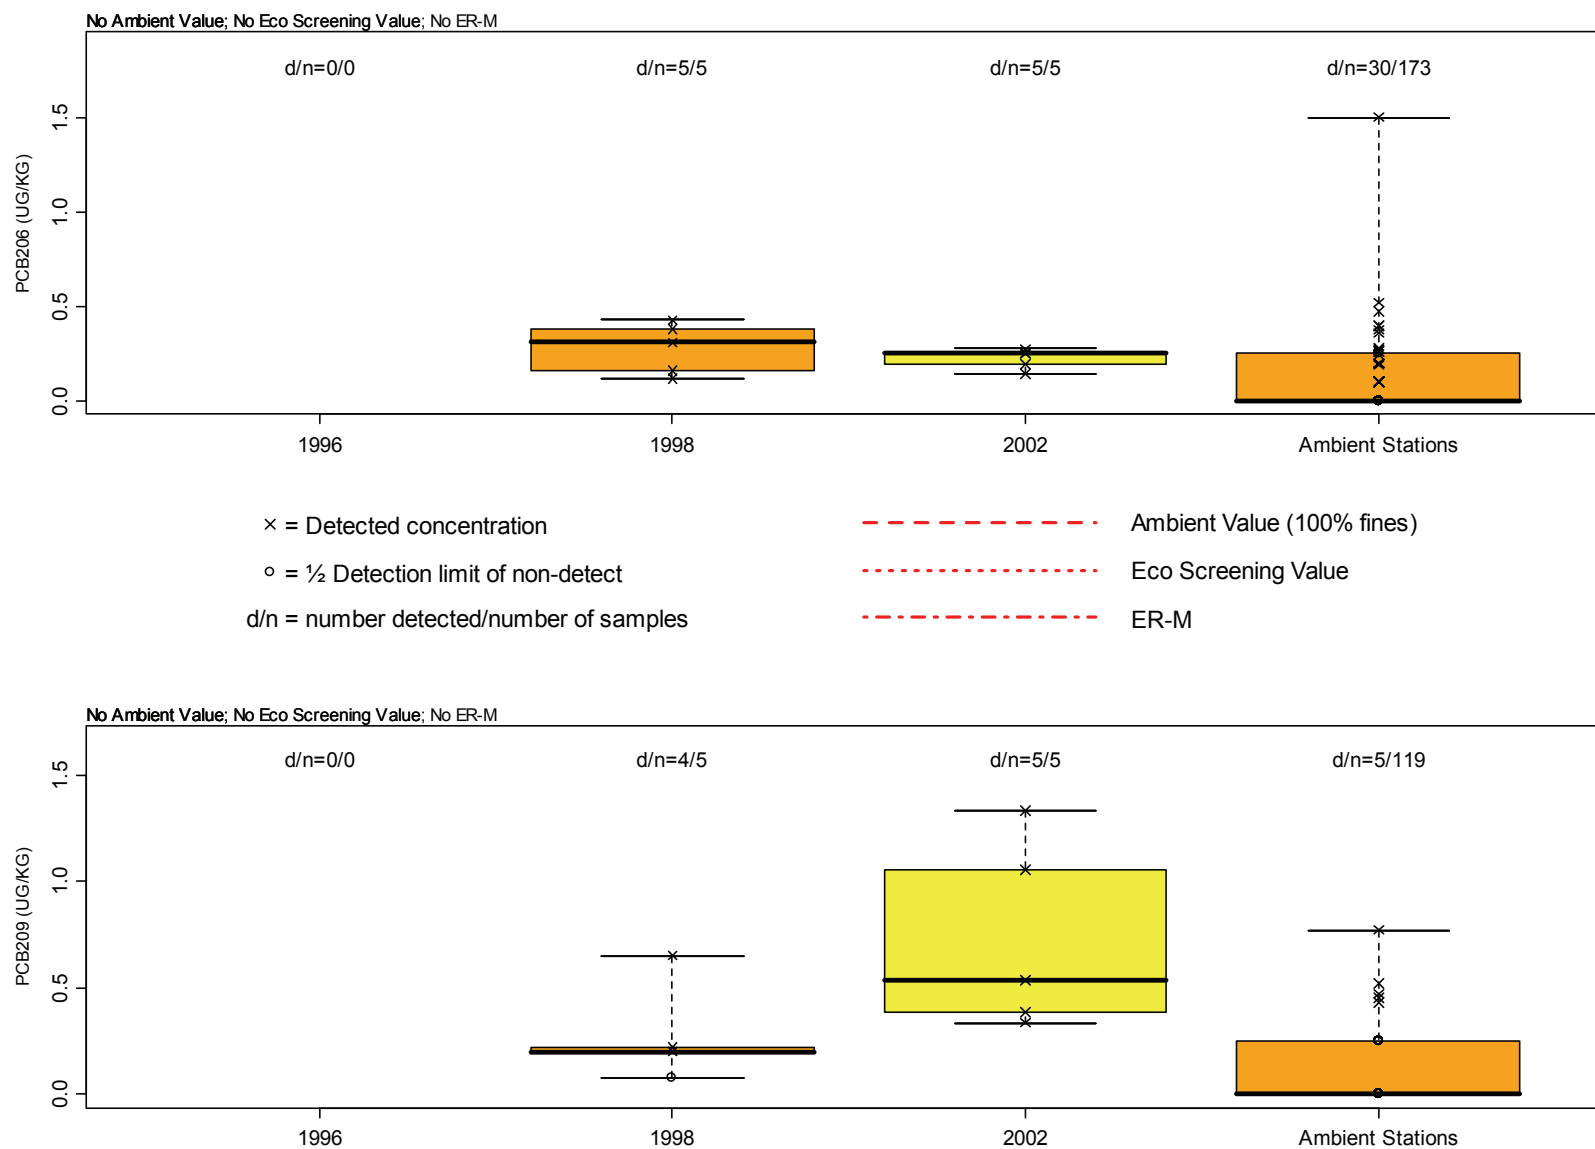 No Ambient Value; No Eco Screening Value; No ER-M
d/n=0/0 d/n=5/5 d/n=5/5 d/n=30/173
PCB206 (UG/KG)
1.5
1.0
0.5
0.0
1996 1998 2002 Ambient Stations
× = Detected concentration
Ambient Value (100% fines)
o = ½ Detection limit of non-detect
Eco Screening Value
d/n = number detected/number of samples
ER-M
No Ambient Value; No Eco Screening Value; No ER-M
d/n=0/0 d/n=4/5 d/n=5/5 d/n=5/119
PCB209 (UG/KG)
1.5
1.0
0.5
0.0
1996 1998 2002 Ambient Stations